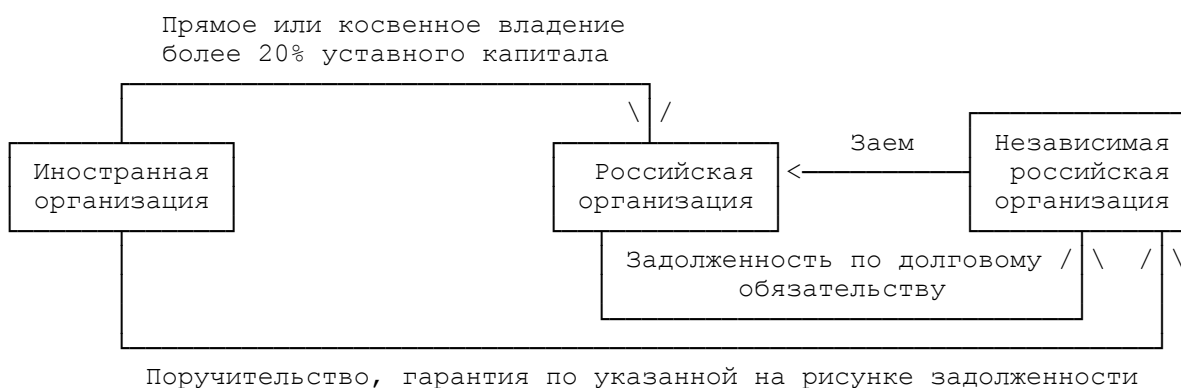 Прямое или косвенное владение
более 20% уставного капитала
Заем
Независимая
российская
организация
Иностранная
организация
Российская
организация
Задолженность по долговому
обязательству
Поручительство, гарантия по указанной на рисунке задолженности